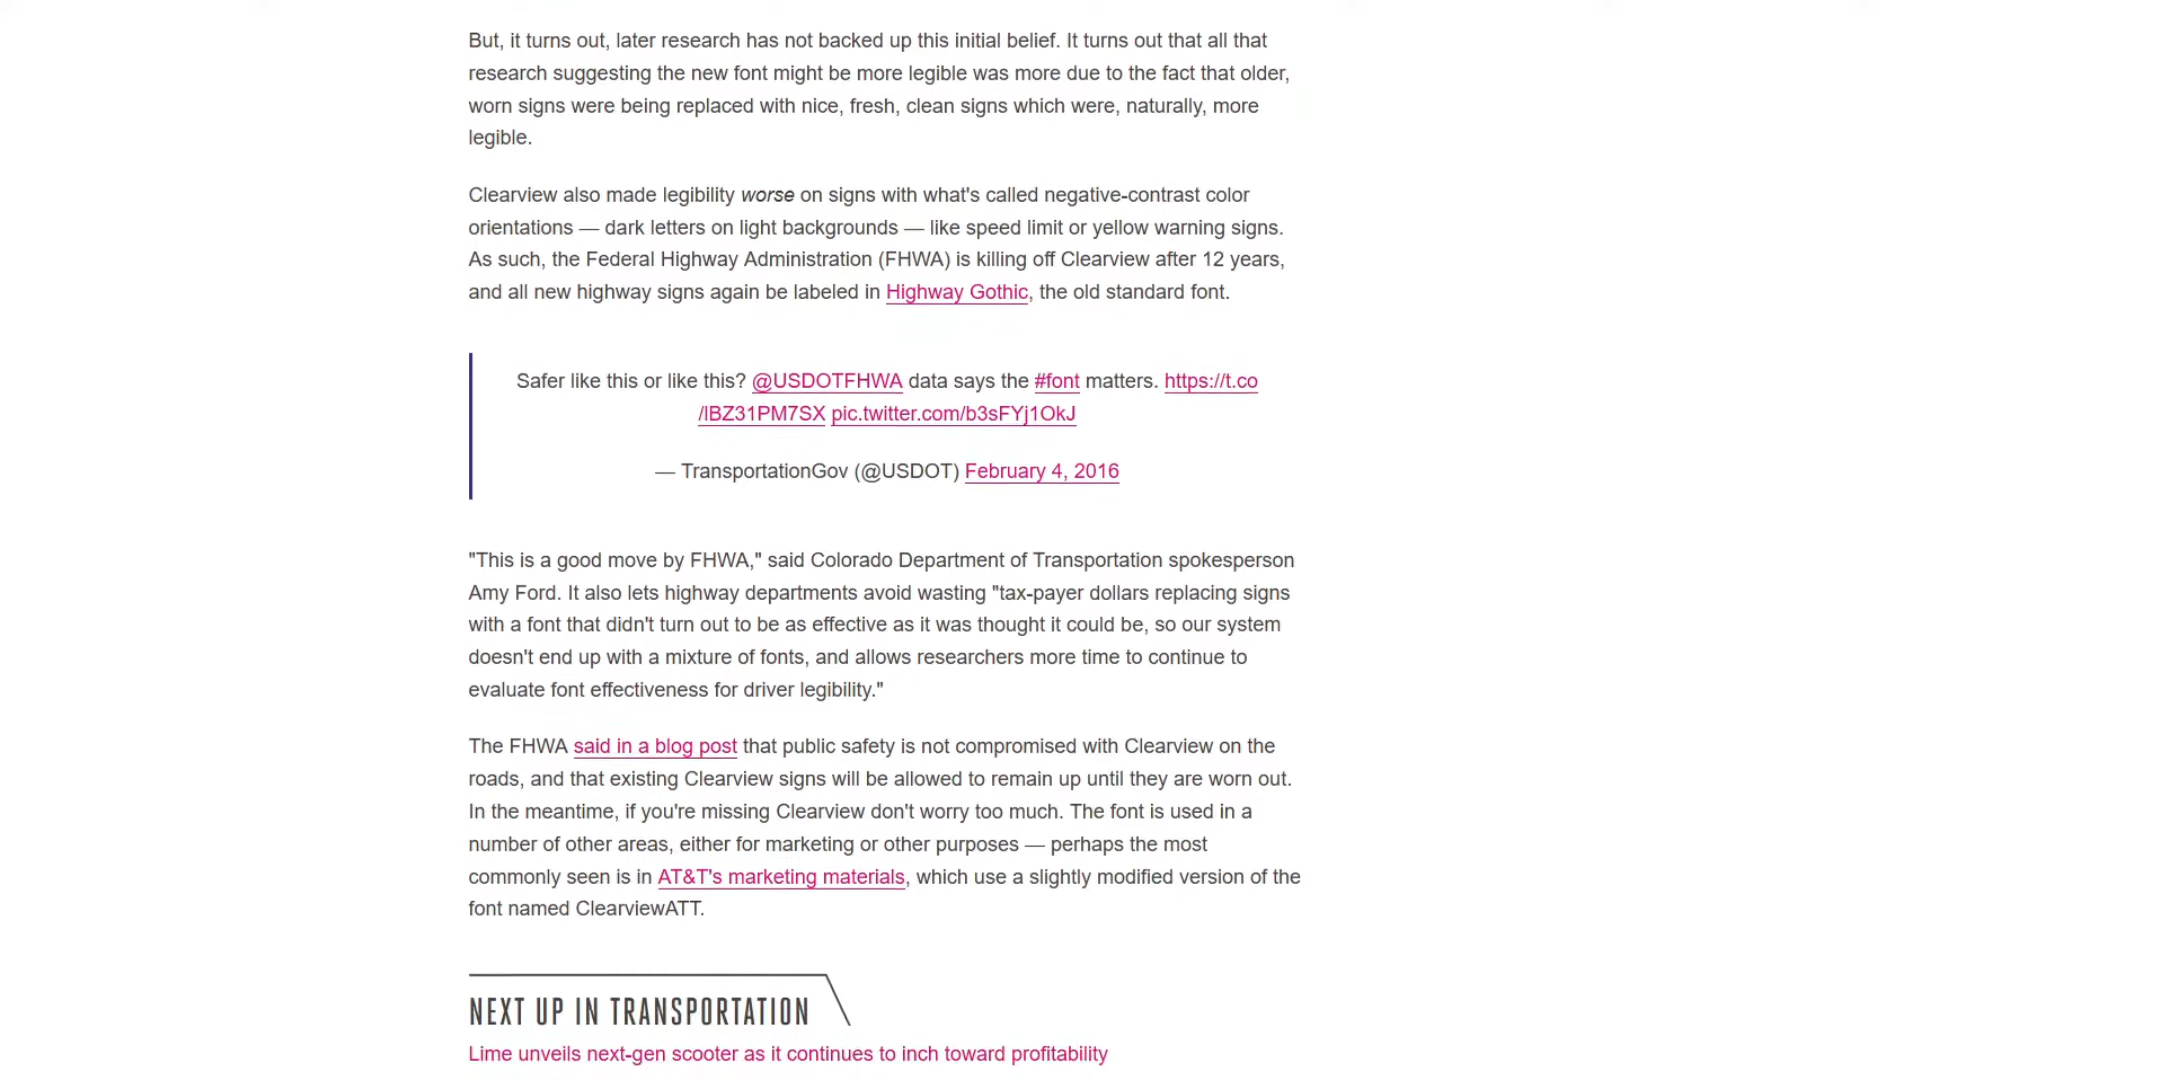 But, it turns out, later research has not backed up this initial belief. It turns out that all that
research suggesting the new font might be more legible was more due to the fact that older,
worn signs were being replaced with nice, fresh, clean signs which were, naturally, more
legible.
Clearview also made legibility worse on signs with what's called negative-contrast color
orientations — dark letters on light backgrounds — like speed limit or yellow warning signs.
As such, the Federal Highway Administration (FHWA) is killing off Clearview after 12 years,
and all new highway signs again be labeled in Highway Gothic, the old standard font.
Safer like this or like this? @USDOTFHWA data says the #font matters. https://t.co
/lBZ31PM7SX pic.twitter.com/b3sFYj1OkJ
— TransportationGov (@USDOT) February 4, 2016
"This is a good move by FHWA," said Colorado Department of Transportation spokesperson
Amy Ford. It also lets highway departments avoid wasting "tax-payer dollars replacing signs
with a font that didn't turn out to be as effective as it was thought it could be, so our system
doesn't end up with a mixture of fonts, and allows researchers more time to continue to
evaluate font effectiveness for driver legibility."
The FHWA said in a blog post that public safety is not compromised with Clearview on the
roads, and that existing Clearview signs will be allowed to remain up until they are worn out.
In the meantime, if you're missing Clearview don't worry too much. The font is used in a
number of other areas, either for marketing or other purposes — perhaps the most
commonly seen is in AT&T's marketing materials, which use a slightly modified version of the
font named ClearviewATT.
NEXT UP IN TRANSPORTATION
Lime unveils next-gen scooter as it continues to inch toward profitability